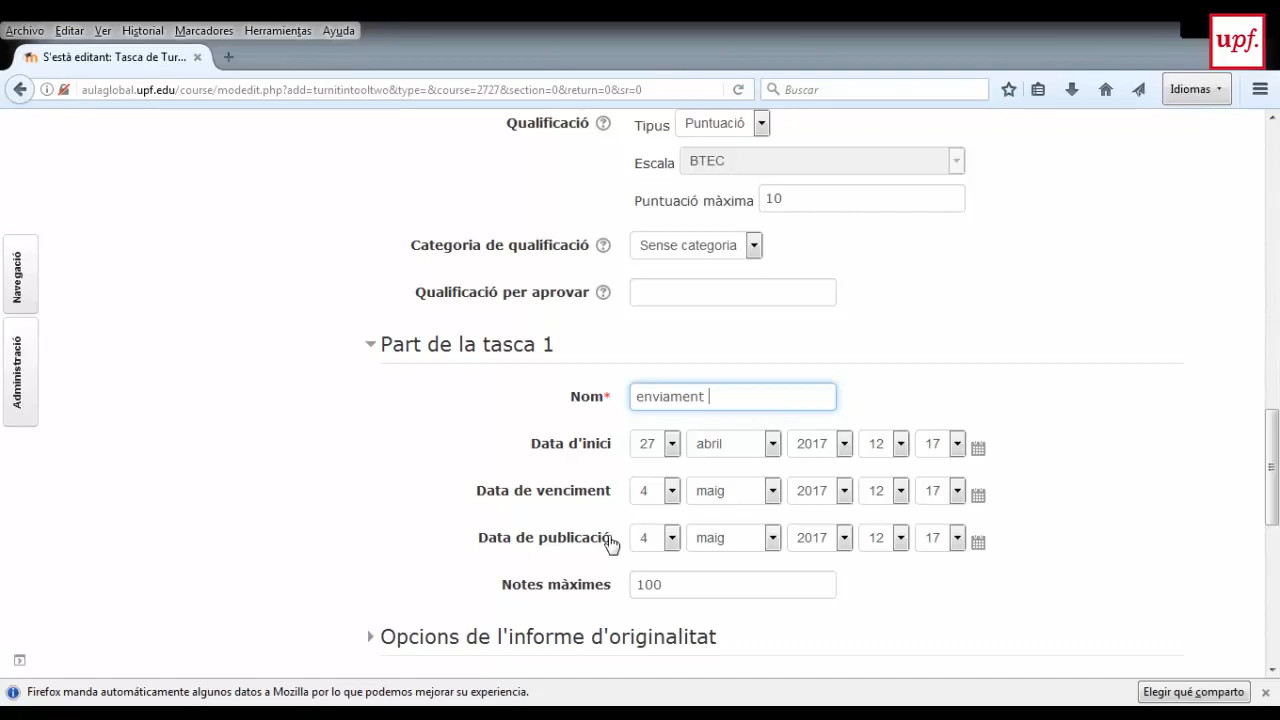 Archivo Editar Ver Historial Marcadores Herramientas Ayuda
upf.
S'està editant: Tasca de Tur...
aulaglobal.upf.edu/course/modedit.php?add=turnitintooltwo&type=&course=2727&section=0&return=0&sr=0
Buscar
Idiomas
Qualificació
Tipus Puntuació
Escala BTEC
Puntuació màxima 10
Categoria de qualificació Sense categoria
Qualificació per aprovar
Navegació
Administració
Part de la tasca 1
Nom* enviament
Data d'inici 27 abril 2017 12 17
Data de venciment 4 maig 2017 12 17
Data de publicació 4 maig 2017 12 17
Notes màximes 100
Opcions de l'informe d'originalitat
Firefox manda automáticamente algunos datos a Mozilla por lo que podemos mejorar su experiencia.
Elegir qué comparto